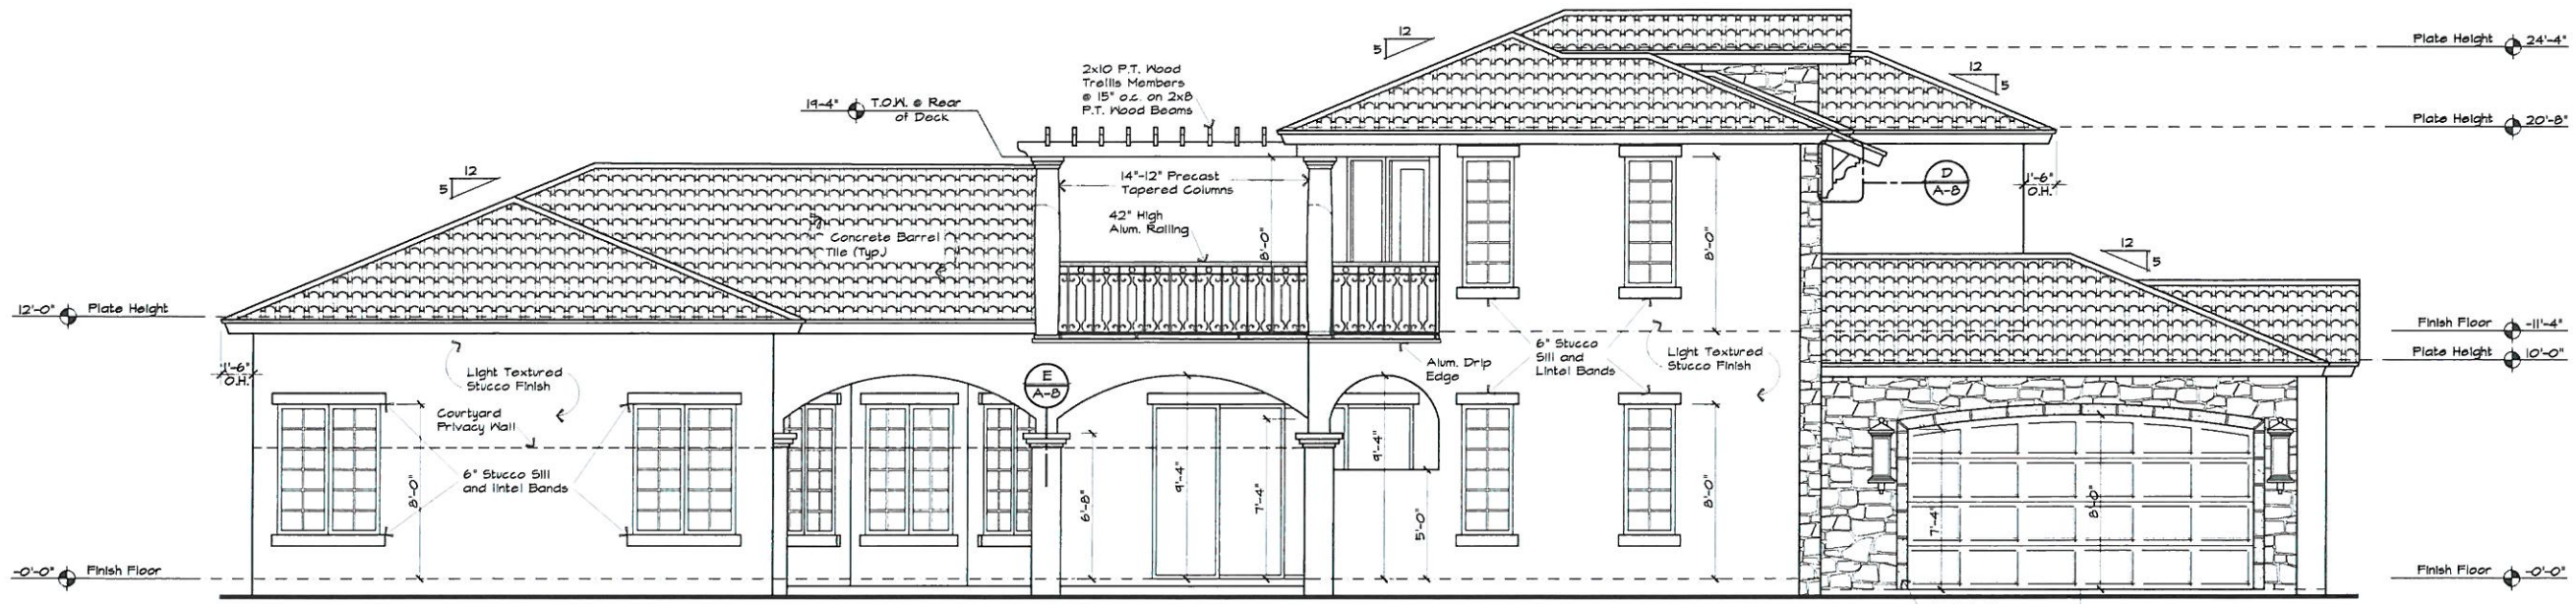 12
5
Plate Height 24'-4"
2x10 P.T. Wood
Trellis Members
@ 15" o.c. on 2x8
P.T. Wood Beams
12
5
19-4" T.O.W. @ Rear
of Deck
Plate Height 20'-8"
12
5
14"-12" Precast
Tapered Columns
D
A-8
1'-6"
O.H.
42" High
Alum. Railing
8'-0"
8'-0"
Concrete Barrel
Tile (Typ.)
12
5
12'-0" Plate Height
Finish Floor -11'-4"
Plate Height 10'-0"
6" Stucco
Sill and
Lintel Bands
Light Textured
Stucco Finish
Alum. Drip
Edge
1'-6"
O.H.
Light Textured
Stucco Finish
E
A-8
Courtyard
Privacy Wall
6" Stucco Sill
and lintel Bands
8'-0"
6'-8"
9'-4"
7'-4"
9'-4"
5'-0"
8'-0"
7'-4"
8'-0"
-0'-0" Finish Floor
Finish Floor -0'-0"